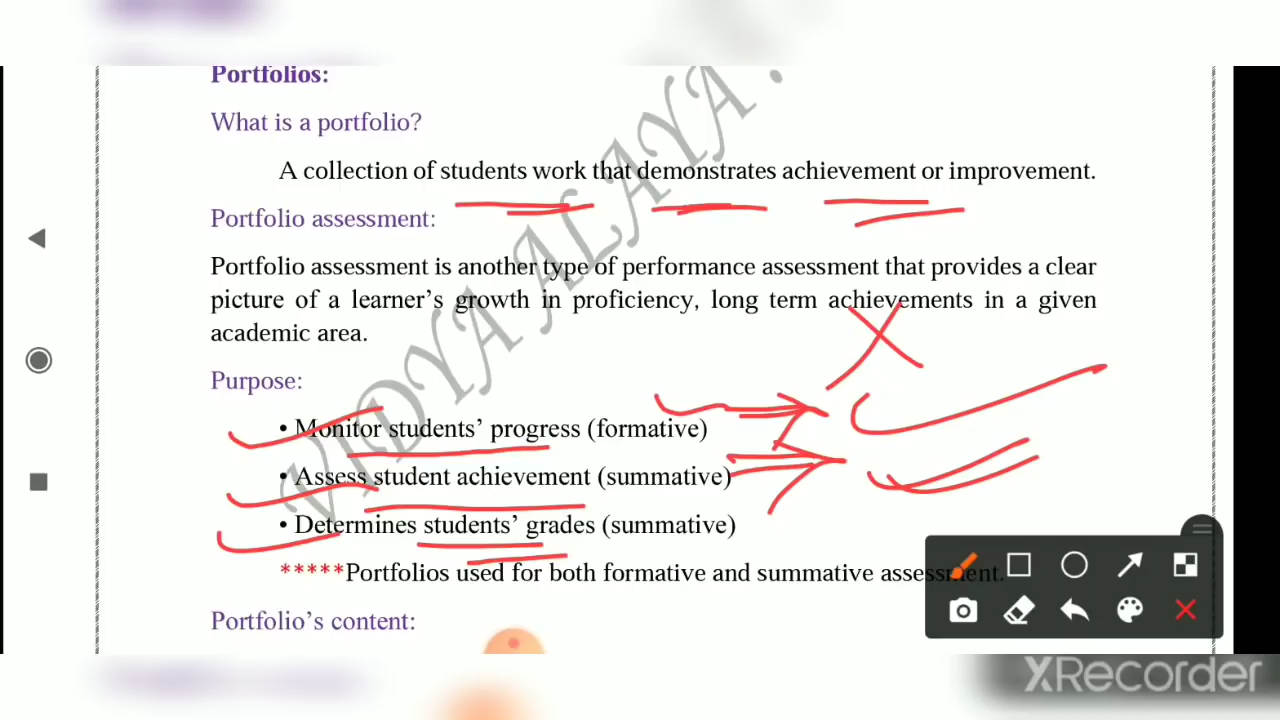 Portfolios:
What is a portfolio?
A collection of students work that demonstrates achievement or improvement.
Portfolio assessment:
Portfolio assessment is another type of performance assessment that provides a clear
picture of a learner’s growth in proficiency, long term achievements in a given
academic area.
Purpose:
• Monitor students’ progress (formative)
• Assess student achievement (summative)
• Determines students’ grades (summative)
*****Portfolios used for both formative and summative assessment.
Portfolio’s content:
VIDYA ALAYA.
XRecorder